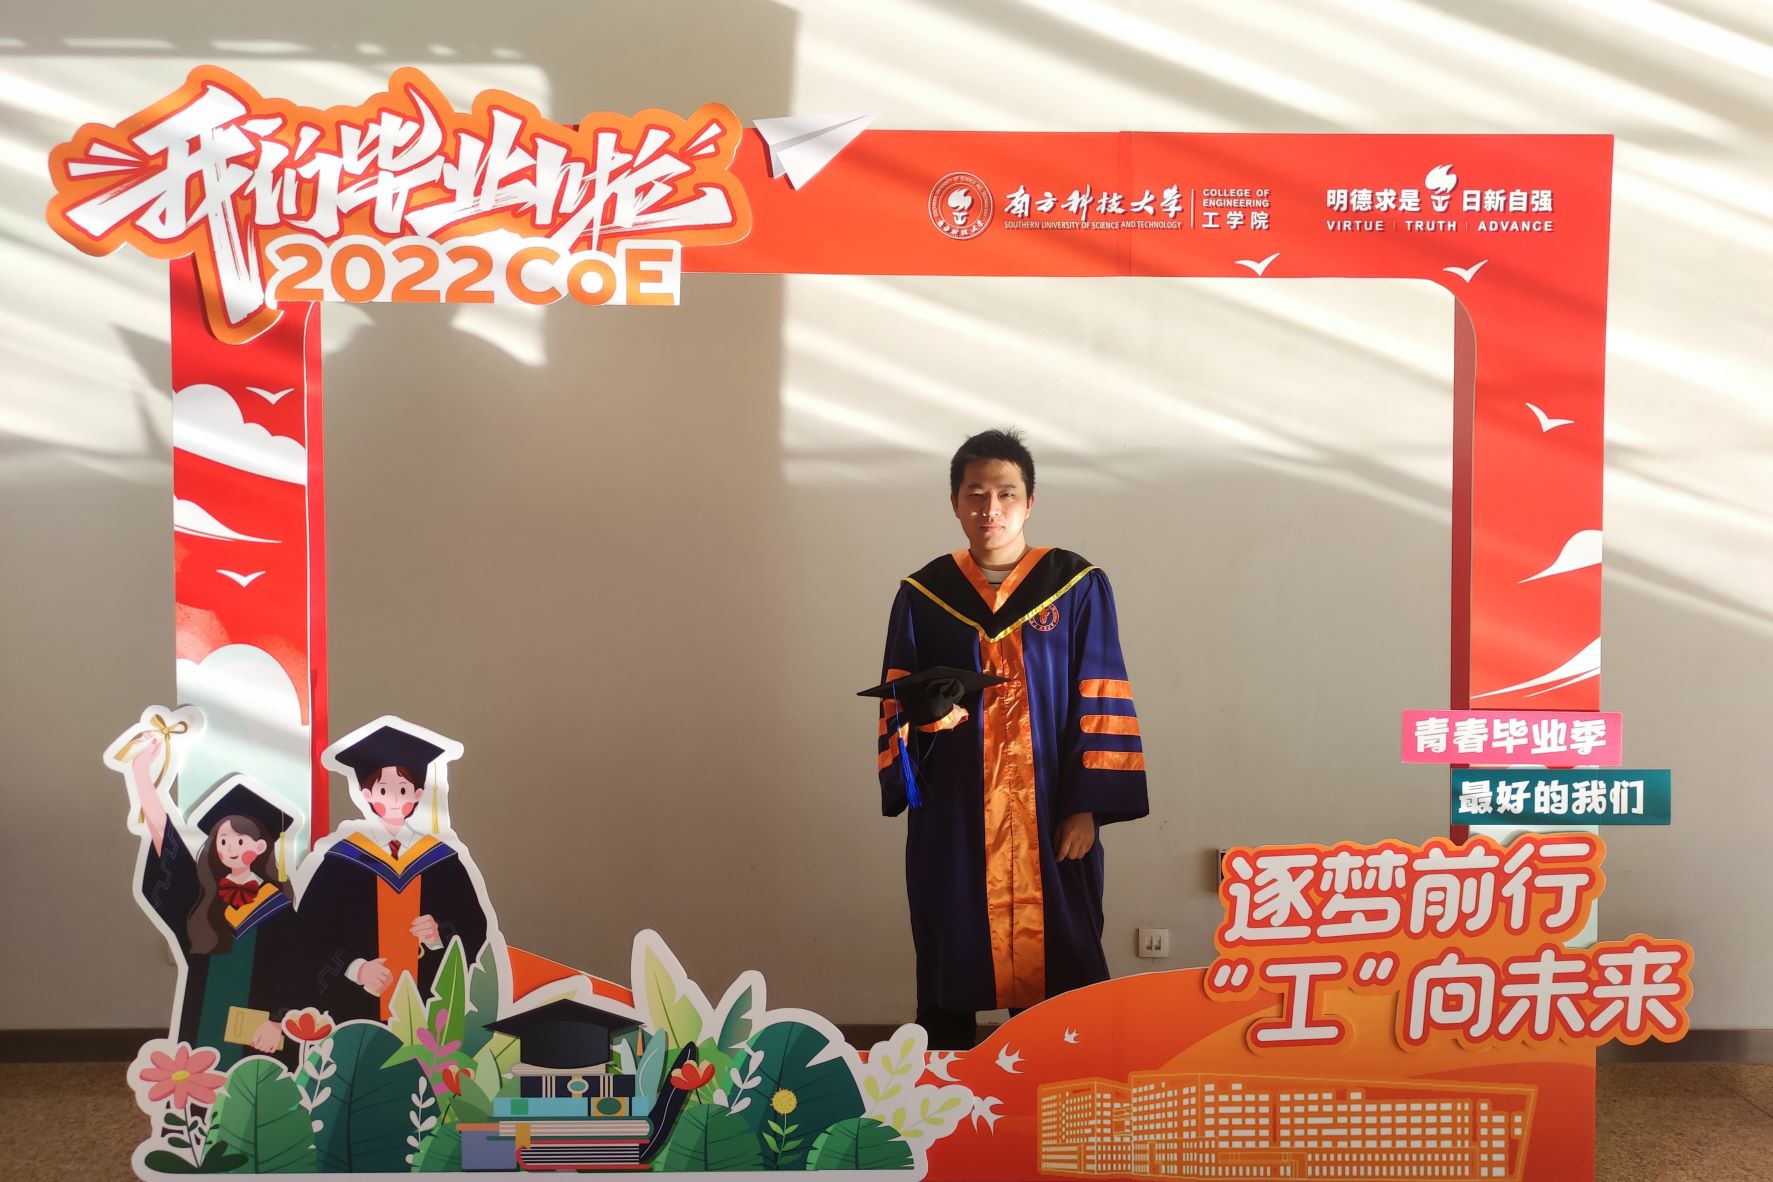 我们毕业啦
2022CoE
南方科技大学
SOUTHERN UNIVERSITY OF SCIENCE AND TECHNOLOGY
COLLEGE OF
ENGINEERING
工学院
明德求是 日新自强
VIRTUE | TRUTH | ADVANCE
青春毕业季
最好的我们
逐梦前行
“工”向未来